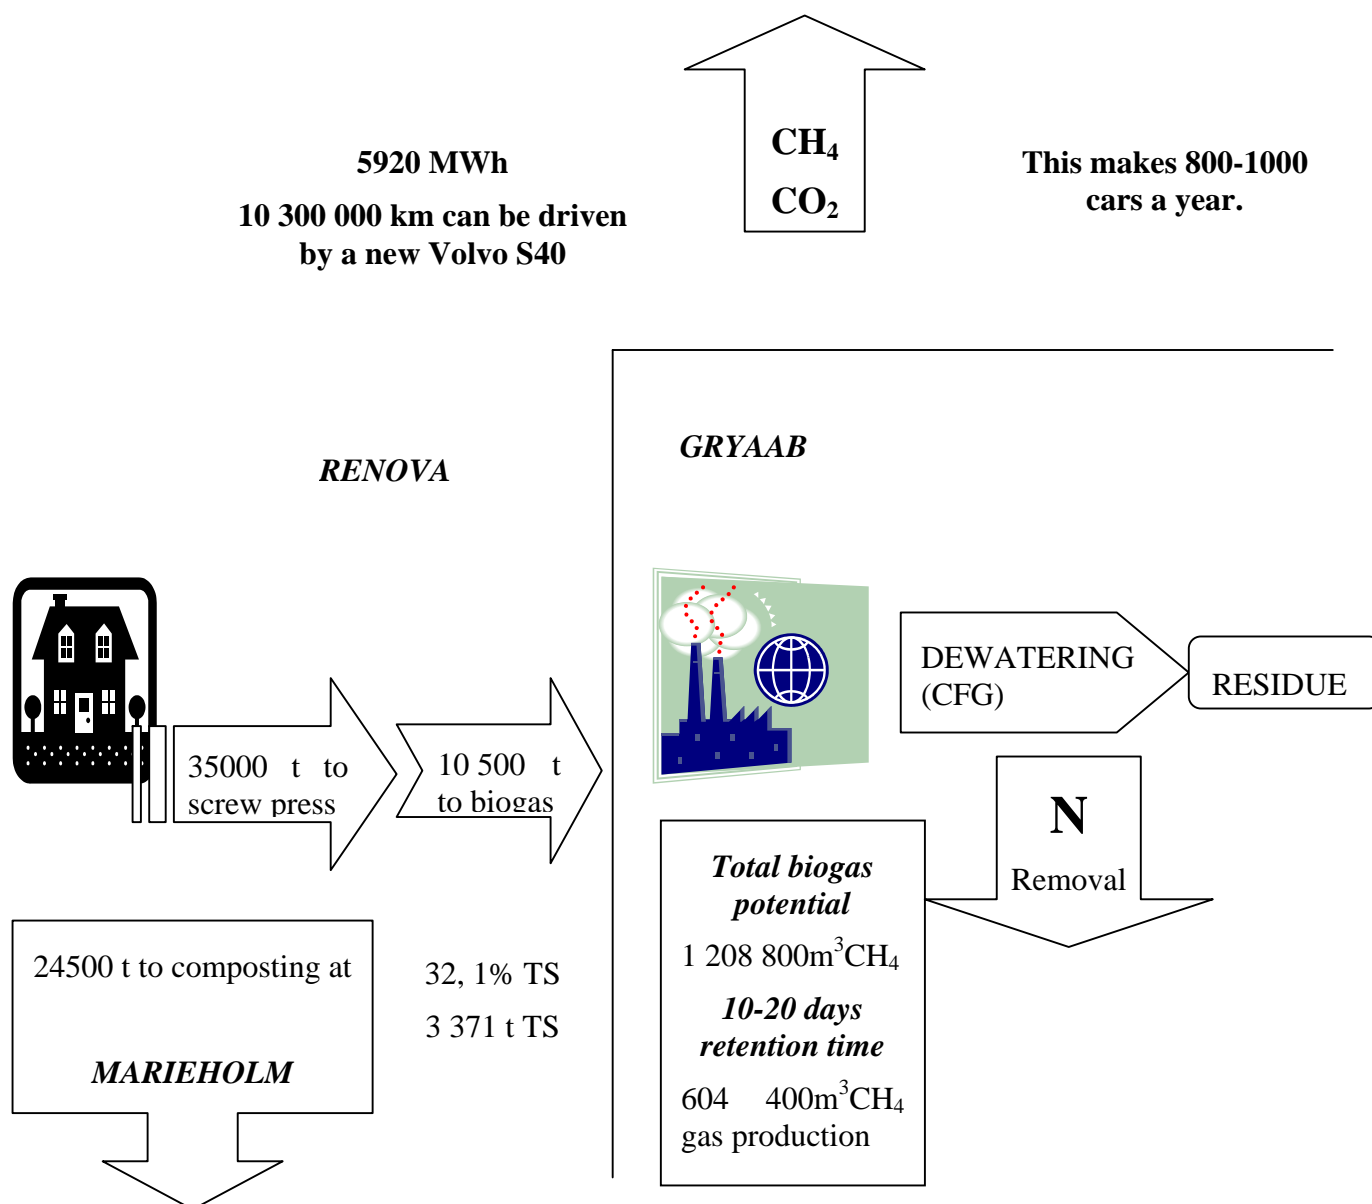 CH₄
CO₂
5920 MWh
10 300 000 km can be driven
by a new Volvo S40
This makes 800-1000
cars a year.
RENOVA
GRYAAB
35000 t to
screw press
10 500 t
to biogas
DEWATERING
(CFG)
RESIDUE
N
Removal
24500 t to composting at
MARIEHOLM
32, 1% TS
3 371 t TS
Total biogas
potential
1 208 800m³CH₄
10-20 days
retention time
604 400m³CH₄
gas production